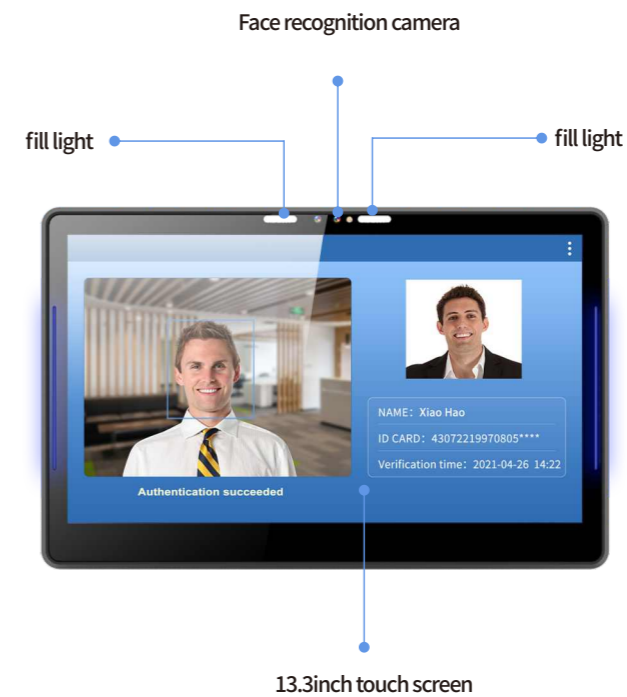 Face recognition camera
fill light
fill light
NAME： Xiao Hao
ID CARD： 43072219970805****
Verification time： 2021-04-26 14:22
Authentication succeeded
13.3inch touch screen